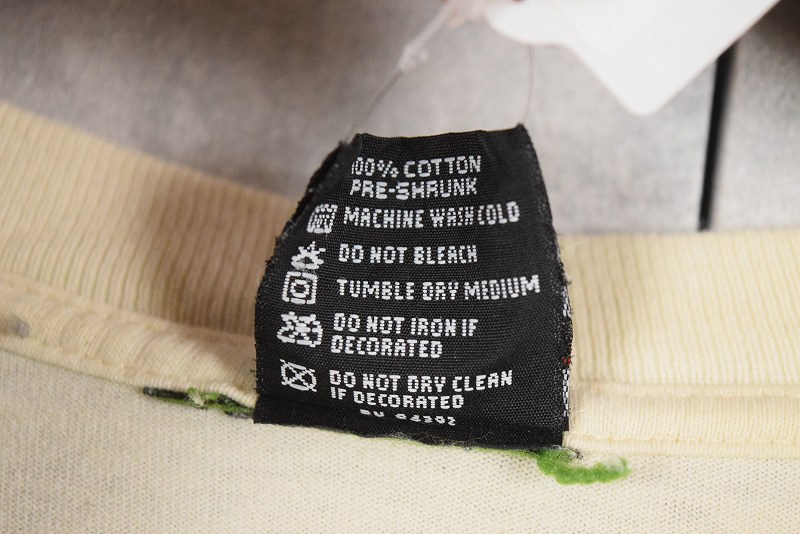 100% COTTON
PRE-SHRUNK
MACHINE WASH COLD
DO NOT BLEACH
TUMBLE DRY MEDIUM
DO NOT IRON IF
DECORATED
DO NOT DRY CLEAN
IF DECORATED